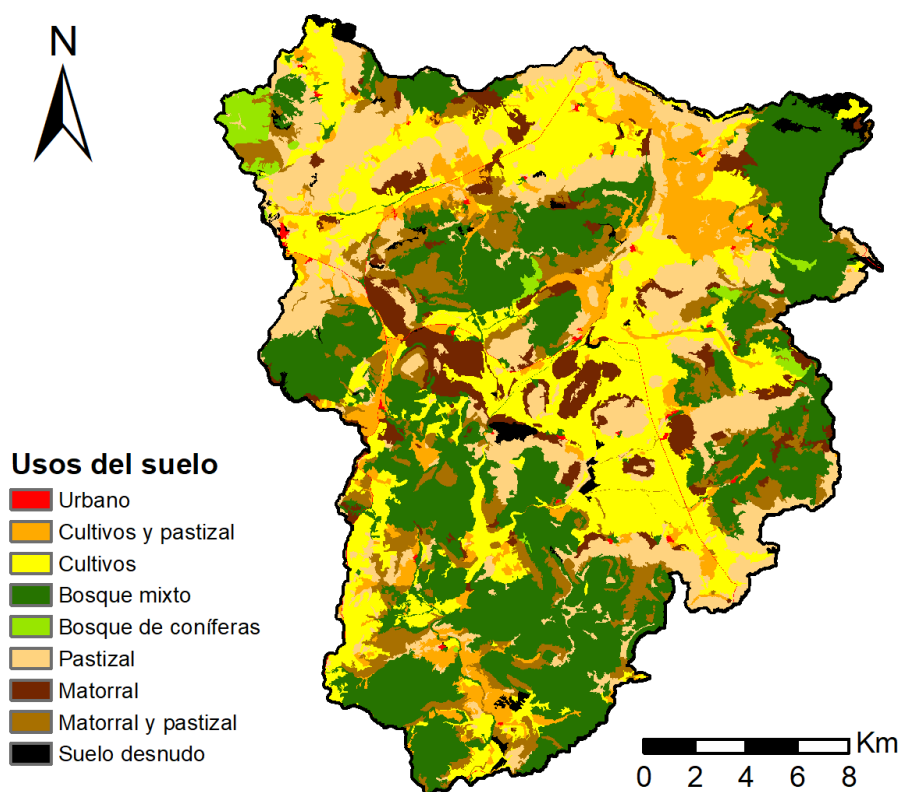 N
Usos del suelo
Urbano
Cultivos y pastizal
Cultivos
Bosque mixto
Bosque de coníferas
Pastizal
Matorral
Matorral y pastizal
Suelo desnudo
Km
0 2 4 6 8